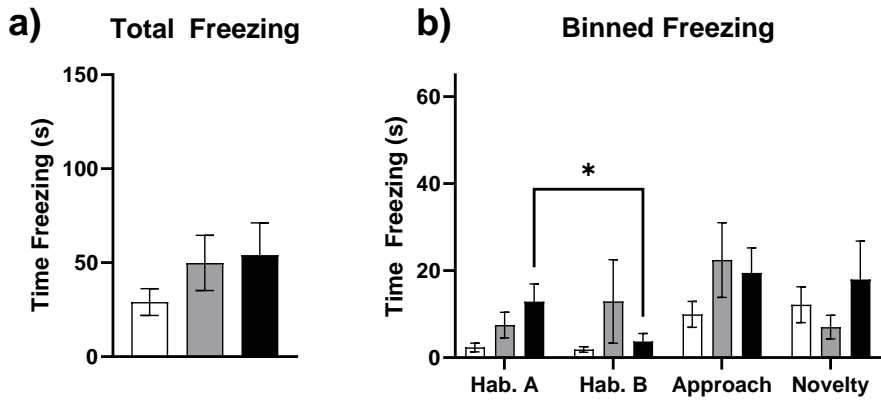 a)
Total Freezing
Time Freezing (s)
150
100
50
0
b)
Binned Freezing
Time Freezing (s)
60
40
20
0
*
Hab. A
Hab. B
Approach
Novelty